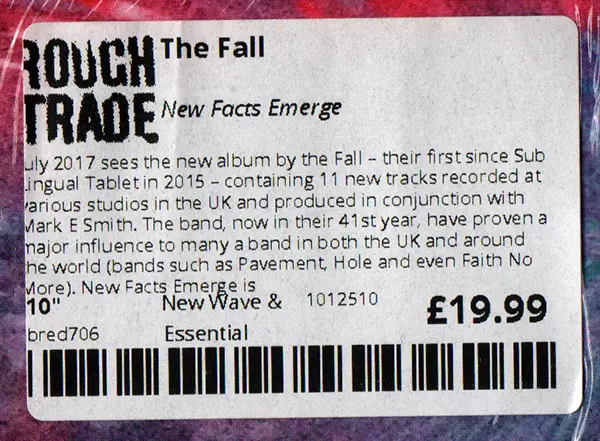 ROUGH
TRADE
The Fall
New Facts Emerge
uly 2017 sees the new album by the Fall – their first since Sub
ingual Tablet in 2015 – containing 11 new tracks recorded at
arious studios in the UK and produced in conjunction with
Mark E Smith. The band, now in their 41st year, have proven a
major influence to many a band in both the UK and around
he world (bands such as Pavement, Hole and even Faith No
More). New Facts Emerge is
10" New Wave & 1012510 £19.99
bred706 Essential